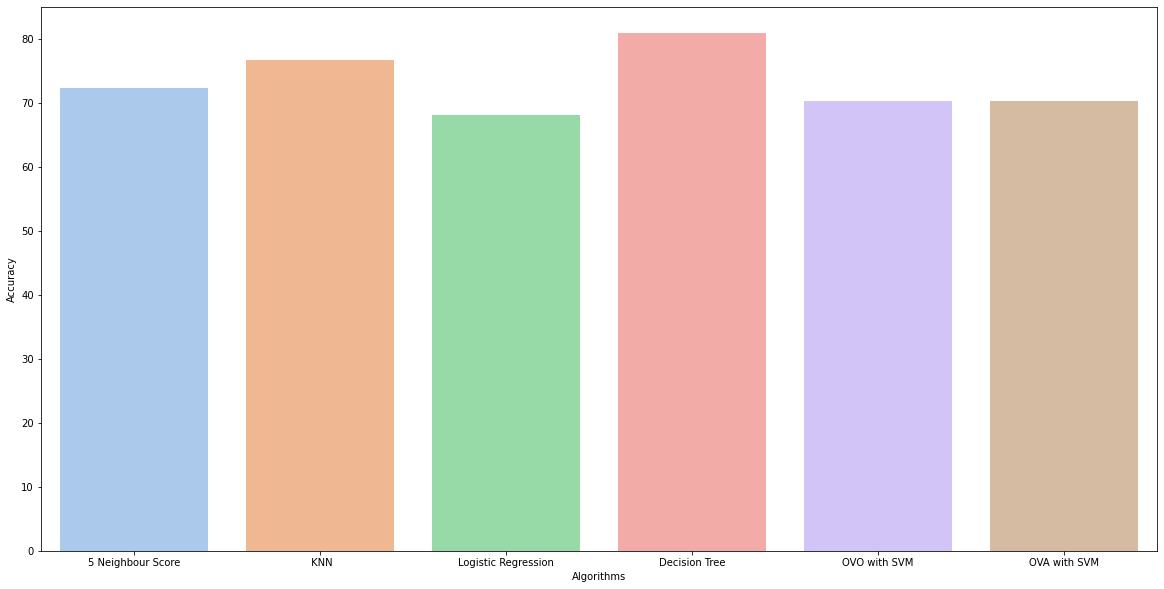 80
70
60
50
40
30
20
10
0
Accuracy
5 Neighbour Score
KNN
Logistic Regression
Decision Tree
OVO with SVM
OVA with SVM
Algorithms